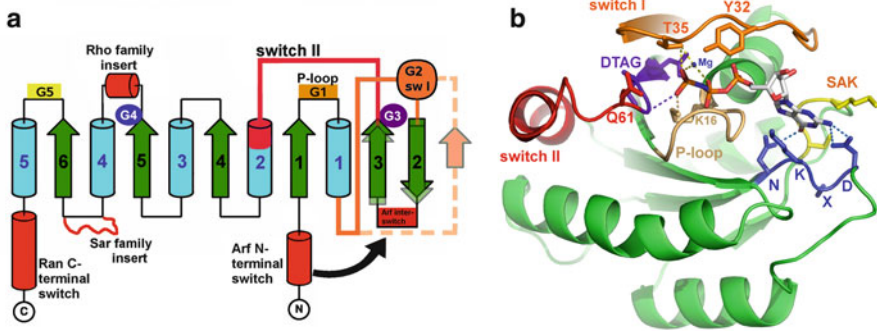 a
Rho family
insert
switch II
P-loop
G5
G4
G1
G3
G2
sw I
5
6
4
5
3
4
2
1
1
3
2
Arf inter-
switch
Ran C-
terminal
switch
Sar family
insert
Arf N-
terminal
switch
C
N
b
switch I
Y32
T35
Mg
DTAG
SAK
Q61
K16
P-loop
switch II
N
K
X
D